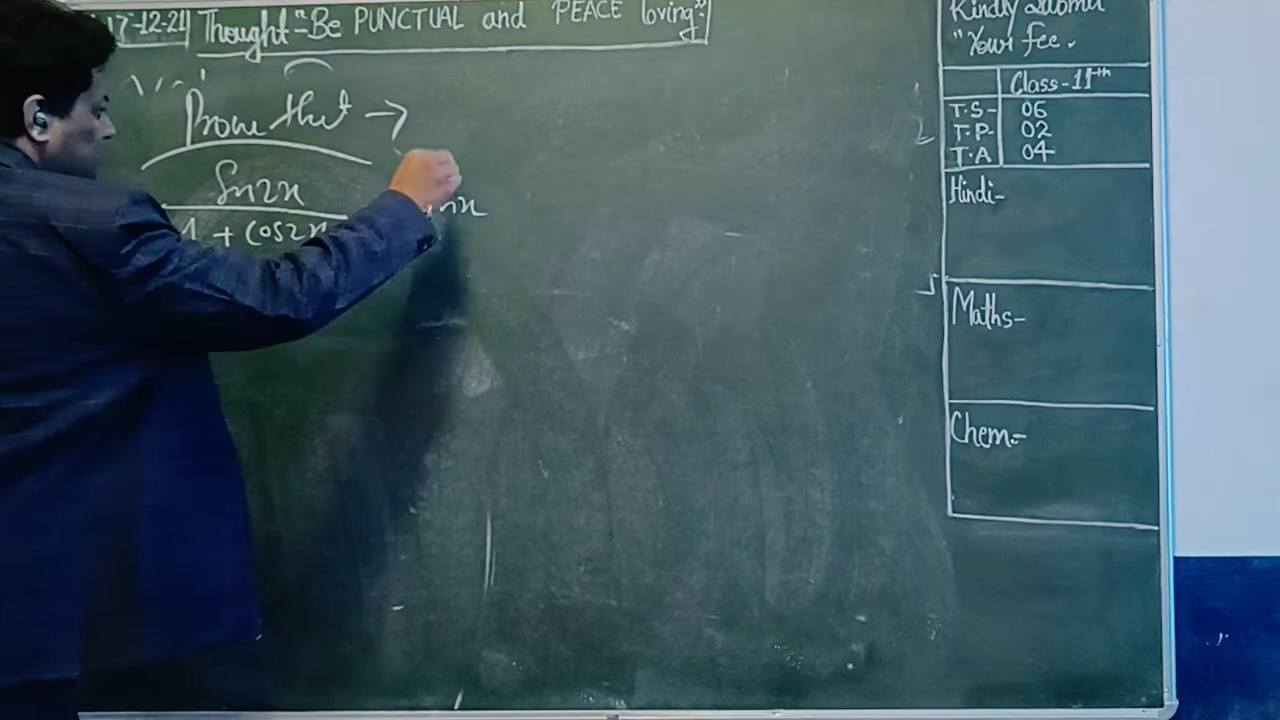 17-12-21 Thought-"Be PUNCTUAL and PEACE loving".
Prove that →
Sin2x
1 + cos2x
Kindly submit
"Your fee.
Class-11th
T.S- 06
T.P- 02
T.A 04
Hindi-
Maths-
Chem:-